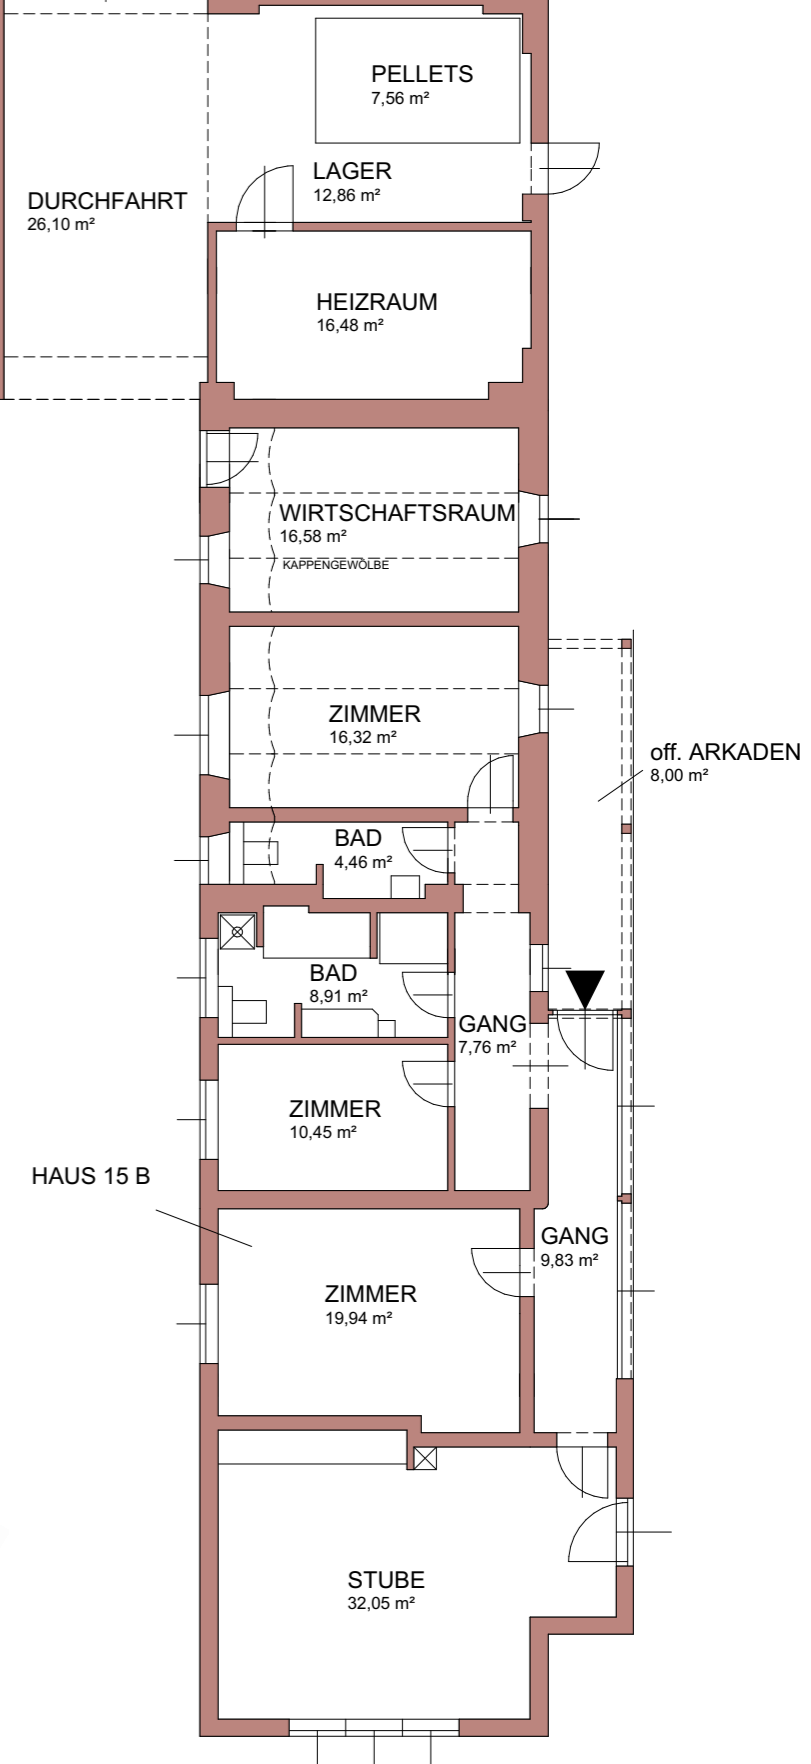 PELLETS
7,56 m²
LAGER
12,86 m²
DURCHFAHRT
26,10 m²
HEIZRAUM
16,48 m²
WIRTSCHAFTSRAUM
16,58 m²
KAPPENGEWÖLBE
ZIMMER
16,32 m²
off. ARKADEN
8,00 m²
BAD
4,46 m²
BAD
8,91 m²
GANG
7,76 m²
ZIMMER
10,45 m²
HAUS 15 B
GANG
9,83 m²
ZIMMER
19,94 m²
STUBE
32,05 m²